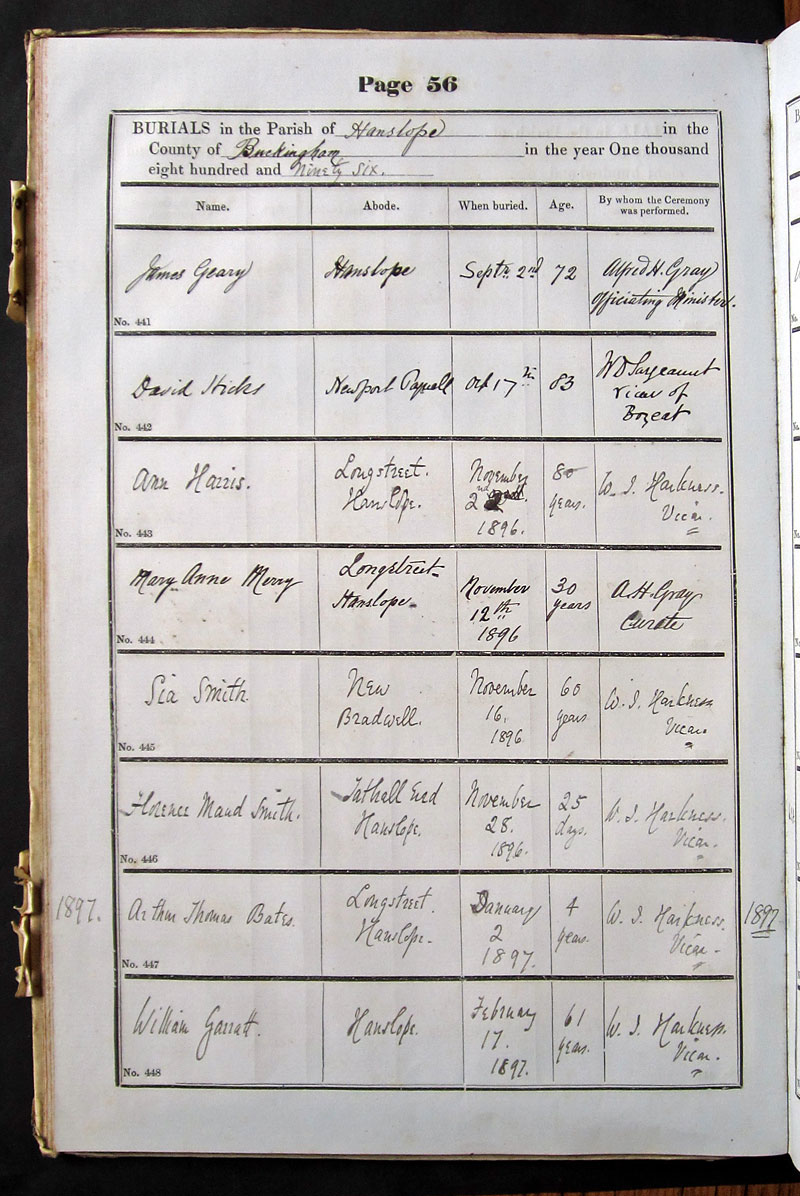 Page 56
BURIALS in the Parish of Hanslope in the
County of Buckingham in the year One thousand
eight hundred and ninety six.
Name. Abode. When buried. Age. By whom the Ceremony was performed.
James Geary Hanslope Septr. 2nd 72 Alfred H. Gray
Officiating Minister.
No. 441
David Hicks Newport Pagnell Oct 17th 83 W D Sargeaunt
Vicar of
Bozeat
No. 442
Ann Harris. Longstreet. Hanslope. November 2nd 1896. 80 years. W. J. Harkness.
Vicar.
No. 443
Mary Anne Merry Longstreet Hanslope November 12th 1896 30 years A. H. Gray
Curate
No. 444
Sia Smith New Bradwell. November 16. 1896 60 years W. J. Harkness
Vicar.
No. 445
Florence Maud Smith. Tathall End Hanslope. November 28. 1896. 25 days. W. J. Harkness.
Vicar.
No. 446
1897. Arthur Thomas Bates. Longstreet. Hanslope. January 2 1897. 4 years. W. J. Harkness. 1897
Vicar.
No. 447
William Garratt. Hanslope. February 17. 1897. 61 years. W. J. Harkness.
Vicar.
No. 448